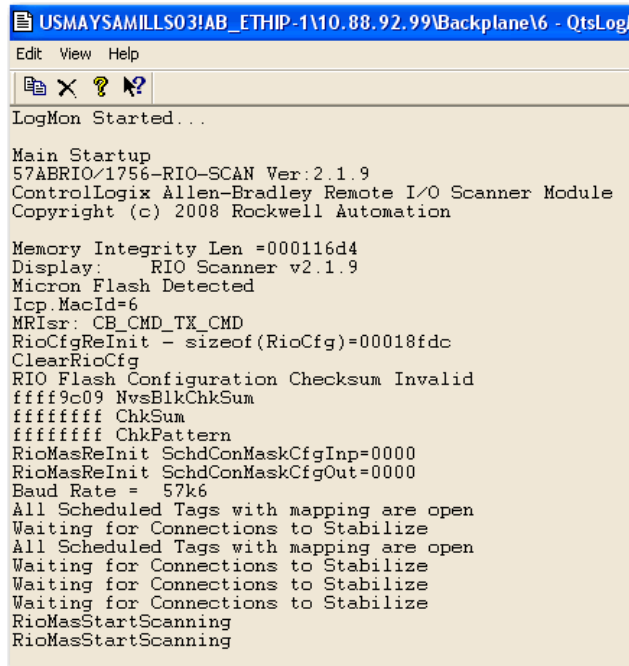 USMAYSAMILLS03!AB_ETHIP-1\10.88.92.99\Backplane\6 - QtsLog
Edit View Help
LogMon Started...
Main Startup
57ABRIO/1756-RIO-SCAN Ver:2.1.9
ControlLogix Allen-Bradley Remote I/O Scanner Module
Copyright (c) 2008 Rockwell Automation
Memory Integrity Len =000116d4
Display: RIO Scanner v2.1.9
Micron Flash Detected
Icp.MacId=6
MRIsr: CB_CMD_TX_CMD
RioCfgReInit - sizeof(RioCfg)=00018fdc
ClearRioCfg
RIO Flash Configuration Checksum Invalid
ffff9c09 NvsBlkChkSum
ffffffff ChkSum
ffffffff ChkPattern
RioMasReInit SchdConMaskCfgInp=0000
RioMasReInit SchdConMaskCfgOut=0000
Baud Rate = 57k6
All Scheduled Tags with mapping are open
Waiting for Connections to Stabilize
All Scheduled Tags with mapping are open
Waiting for Connections to Stabilize
Waiting for Connections to Stabilize
Waiting for Connections to Stabilize
RioMasStartScanning
RioMasStartScanning